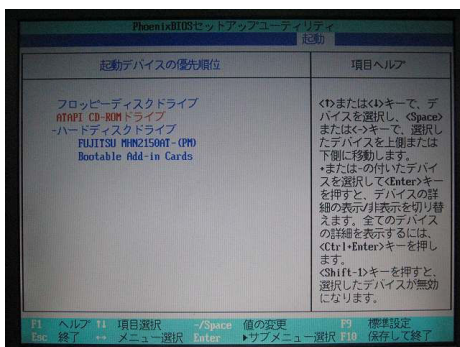 PhoenixBIOSセットアップユーティリティ
起動
起動デバイスの優先順位
項目ヘルプ
フロッピーディスクドライブ
ATAPI CD-ROMドライブ
-ハードディスクドライブ
FUJITSU MHN2150AT-(PM)
Bootable Add-in Cards
<↑>または<↓>キーで、デ
バイスを選択し、<Space>
または<->キーで、選択し
たデバイスを上側または
下側に移動します。
+または-の付いたデバイ
スを選択して<Enter>キー
を押すと、デバイスの詳
細の表示/非表示を切り替
えます。全てのデバイス
の詳細を表示するには、
<Ctrl+Enter>キーを押し
ます。
<Shift-1>キーを押すと、
選択したデバイスが無効
になります。
F1 ヘルプ ↑↓ 項目選択 -/Space 値の変更 F9 標準設定
Esc 終了 ↔ メニュー選択 Enter ▶サブメニュー選択 F10 保存して終了